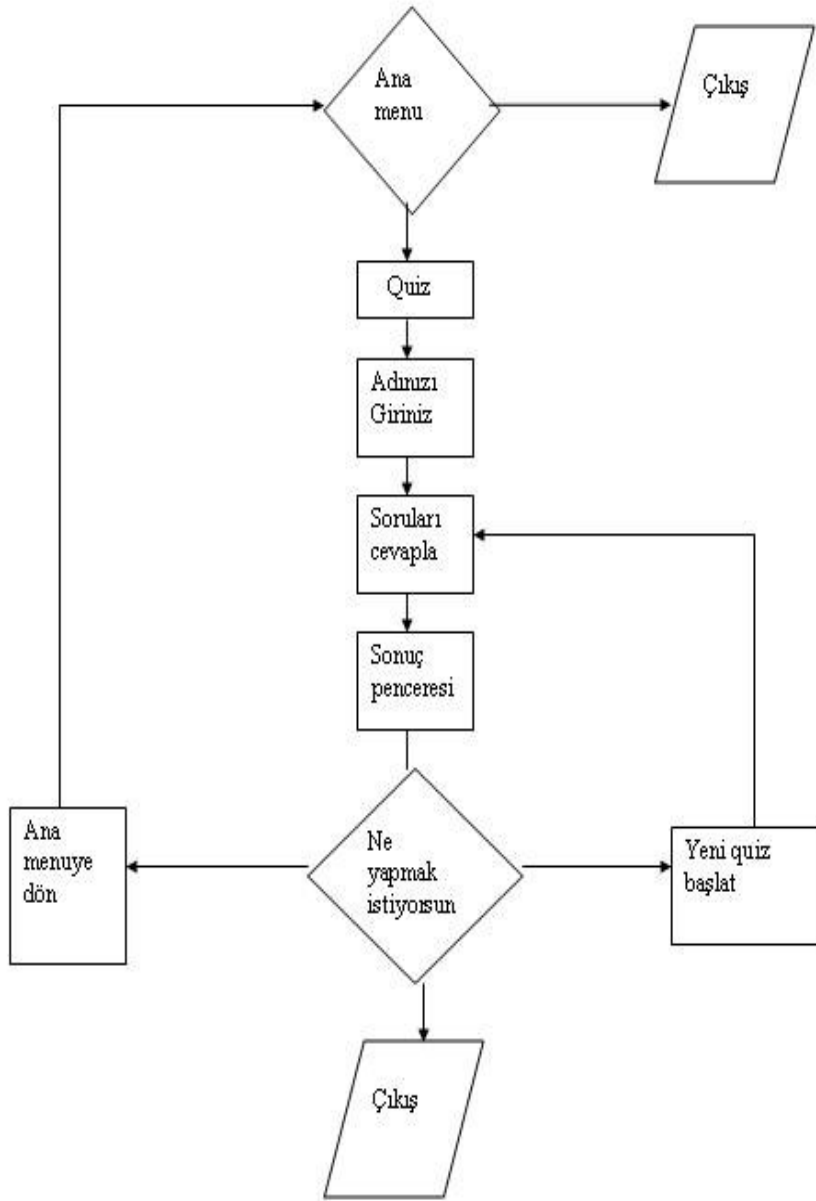 Ana
menu
Çıkış
Quiz
Adınızı
Giriniz
Soruları
cevapla
Sonuç
penceresi
Ana
menuye
dön
Ne
yapmak
istiyorsun
Yeni quiz
başlat
Çıkış